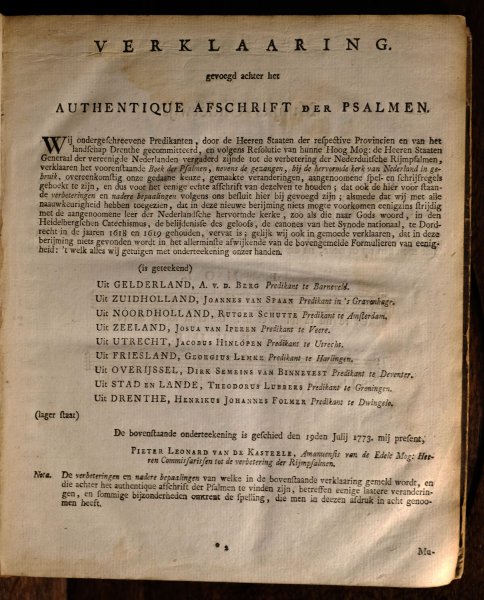 VERKLAARING.
gevoegd achter het
AUTHENTIQUE AFSCHRIFT DER PSALMEN.
Wij ondergeschreevene Predikanten, door de Heeren Staaten der respective Provincien en van het
landschap Drenthe gecommitteerd, en volgens Resolutie van hunne Hoog Mog: de Heeren Staaten
Generaal der vereenigde Nederlanden vergaderd zijnde tot de verbetering der Nederduitsche Rijmpsalmen,
verklaaren het voorenstaande Boek der Psalmen, nevens de gezangen, bij de hervormde kerk van Nederland in ge-
bruik, overeenkomstig onze gedaane keuze, gemaakte veranderingen, aangenomene spel- en schrijfregels
gehoekt te zijn, en dus voor het eenige echte afschrift van dezelven te houden; dat ook de hier voor staan-
de verbeteringen en nadere bepaalingen volgens ons besluit hier bij gevoegd zijn; alsmede dat wij met alle
naauwkeurigheid hebben toegezien, dat in deze nieuwe berijming niets mogte voorkomen eenigzins strijdig
met de aangenomene leer der Nederlandsche hervormde kerke, zoo als die naar Gods woord, in den
Heidelbergschen Catechismus, de belijdenisse des geloofs, de canones van het Synode nationaal, te Dord-
recht in de jaaren 1618 en 1619 gehouden, vervat is; gelijk wij ook in gemoede verklaaren, dat in deze
berijming niets gevonden wordt in het allerminste afwijkende van de bovengemelde Formulieren van eenig-
heid: 't welk alles wij getuigen met onderteekening onzer handen.
(is geteekend)
Uit GELDERLAND, A. v. d. Berg Predikant te Barneveld.
Uit ZUIDHOLLAND, Joannes van Spaan Predikant in 's Gravenhage.
Uit NOORDHOLLAND, Rutger Schutte Predikant te Amsterdam.
Uit ZEELAND, Josua van Iperen Predikant te Veere.
Uit UTRECHT, Jacobus Hinlópen Predikant te Utrecht.
Uit FRIESLAND, Georgius Lemke Predikant te Harlingen.
Uit OVERIJSSEL, Dirk Semeins van Binnevest Predikant te Deventer.
Uit STAD EN LANDE, Theodorus Lubbers Predikant te Groningen.
Uit DRENTHE, Henrikus Johannes Folmer Predikant te Dwingelo.
(lager staat)
De bovenstaande onderteekening is geschied den 19den Julij 1773. mij present,
Pieter Leonard van de Kasteele, Amanuensis van de Edele Mog: Hee-
ren Commissarissen tot de verbetering der Rijmpsalmen.
Nota. De verbeteringen en nadere bepaalingen van welke in de bovenstaande verklaaring gemeld wordt, en
die achter het authentique afschrift der Psalmen te vinden zijn, betreffen eenige laatere veranderin-
gen, en sommige bijzonderheden omtrent de spelling, die men in deezen afdruk in acht genoo-
men heeft.
* 2
Mu-